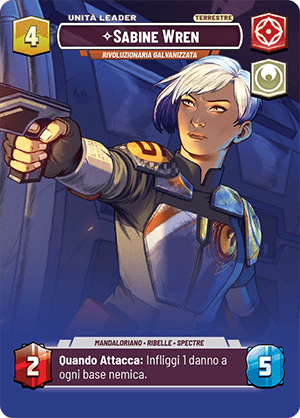 UNITÀ LEADER
TERRESTRE
4
Sabine Wren
RIVOLUZIONARIA GALVANIZZATA
MANDALORIANO • RIBELLE • SPECTRE
2
Quando Attacca: Infliggi 1 danno a
ogni base nemica.
5